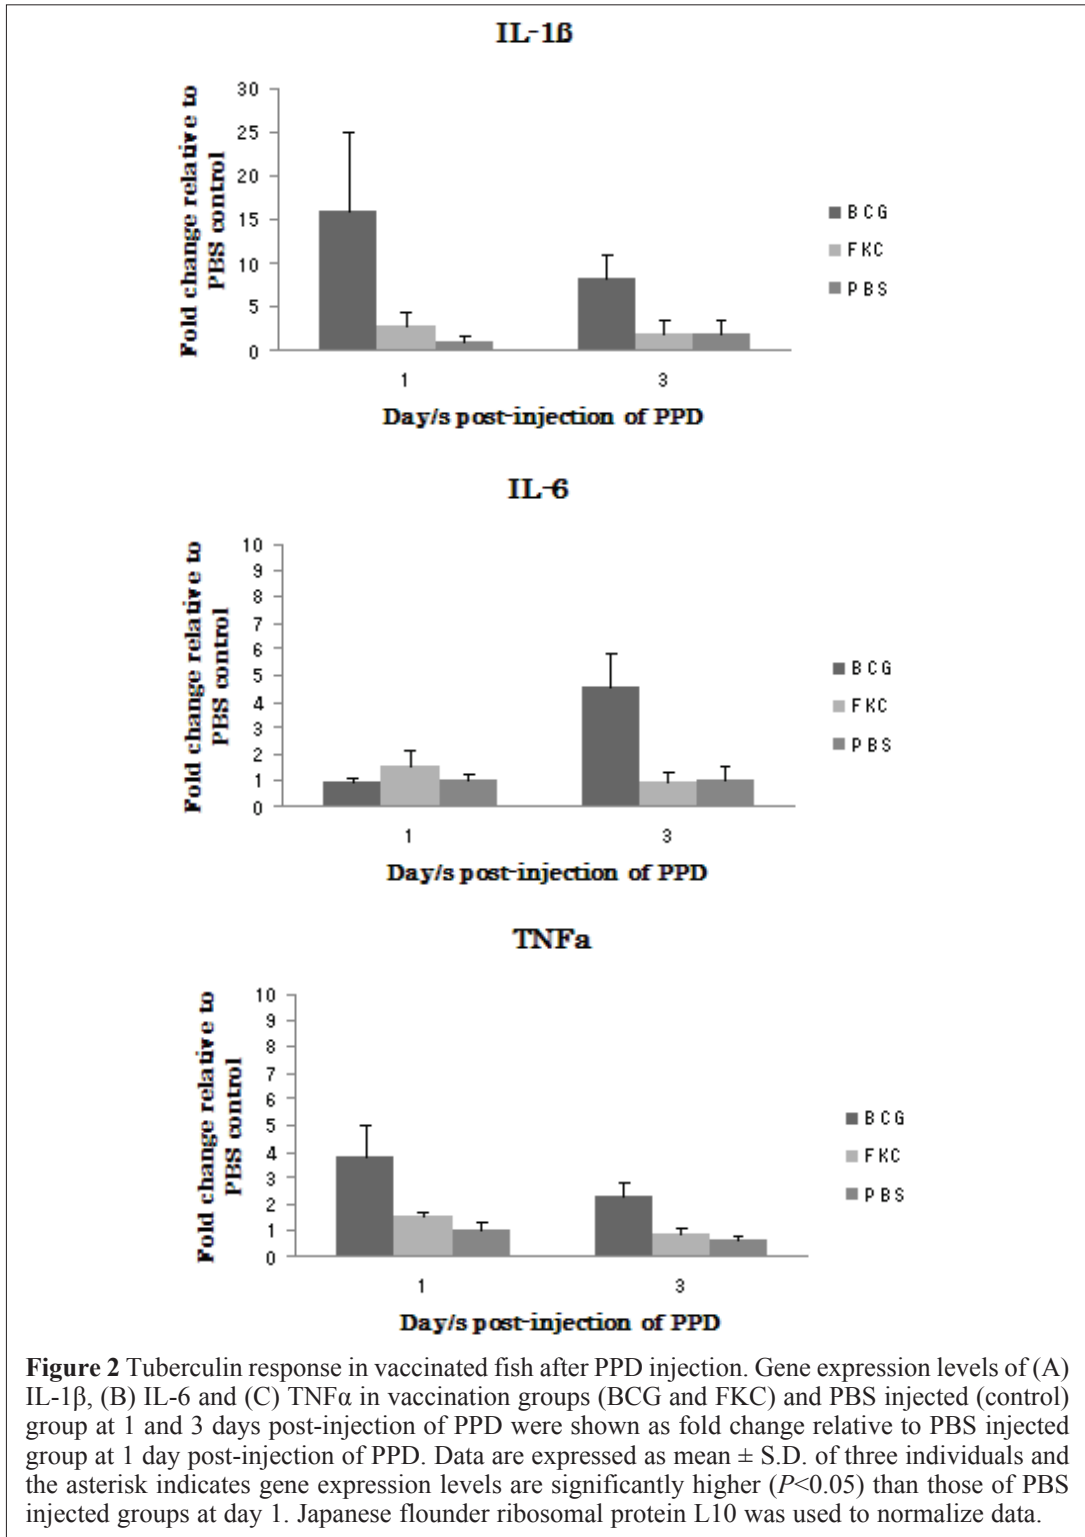 IL-1ß
Fold change relative to
PBS control
30
25
20
15
10
5
0
1
3
Day/s post-injection of PPD
BCG
FKC
PBS
IL-6
Fold change relative to
PBS control
10
9
8
7
6
5
4
3
2
1
0
1
3
Day/s post-injection of PPD
BCG
FKC
PBS
TNFa
Fold change relative to
PBS control
10
9
8
7
6
5
4
3
2
1
0
1
3
Day/s post-injection of PPD
BCG
FKC
PBS
Figure 2 Tuberculin response in vaccinated fish after PPD injection. Gene expression levels of (A)
IL-1β, (B) IL-6 and (C) TNFα in vaccination groups (BCG and FKC) and PBS injected (control)
group at 1 and 3 days post-injection of PPD were shown as fold change relative to PBS injected
group at 1 day post-injection of PPD. Data are expressed as mean ± S.D. of three individuals and
the asterisk indicates gene expression levels are significantly higher (P<0.05) than those of PBS
injected groups at day 1. Japanese flounder ribosomal protein L10 was used to normalize data.